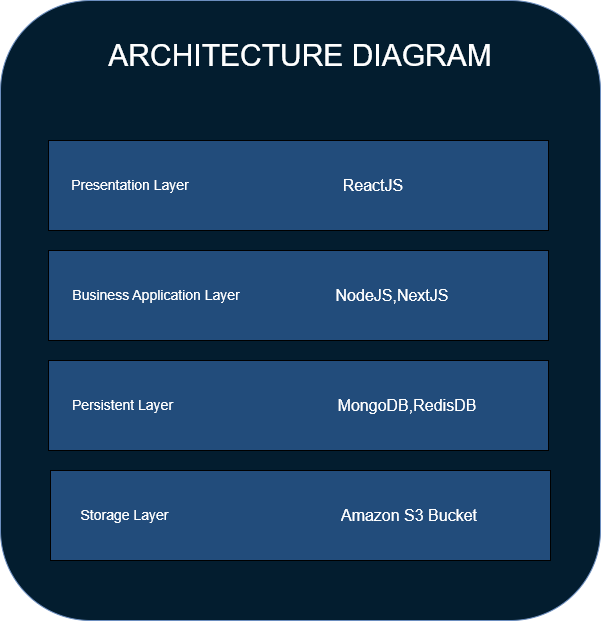 ARCHITECTURE DIAGRAM
Presentation Layer ReactJS
Business Application Layer NodeJS,NextJS
Persistent Layer MongoDB,RedisDB
Storage Layer Amazon S3 Bucket